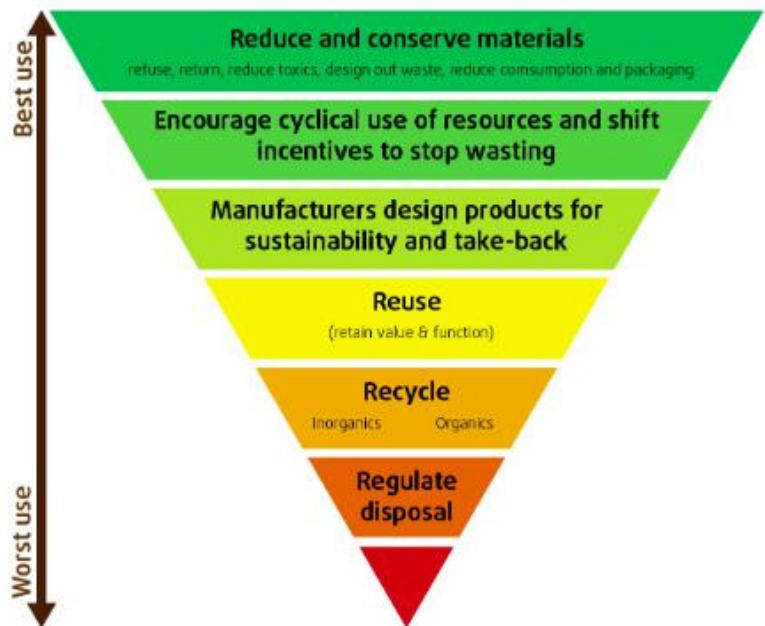 Best use
Reduce and conserve materials
refuse, return, reduce toxics, design out waste, reduce comsumption and packaging
Encourage cyclical use of resources and shift
incentives to stop wasting
Manufacturers design products for
sustainability and take-back
Reuse
(retain value & function)
Recycle
Inorganics Organics
Regulate
disposal
Worst use